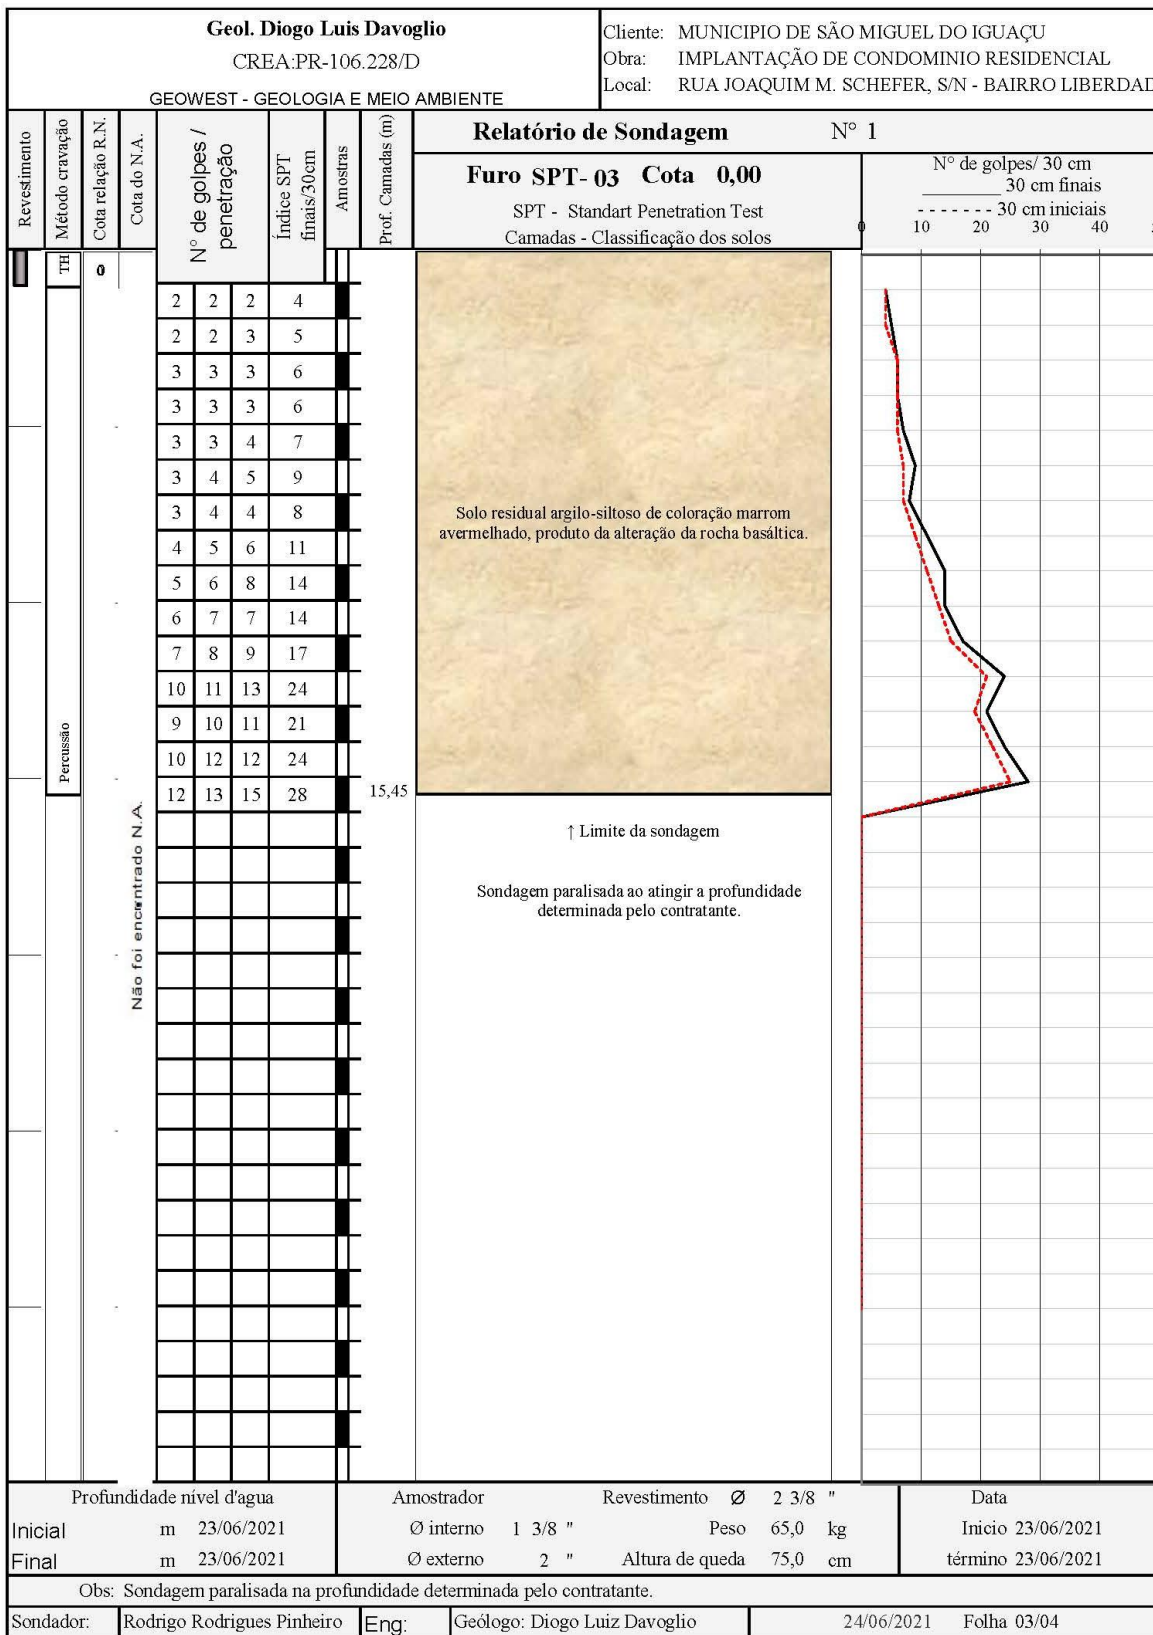 Geol. Diogo Luis Davoglio
CREA:PR-106.228/D
GEOWEST - GEOLOGIA E MEIO AMBIENTE
Cliente: MUNICIPIO DE SÃO MIGUEL DO IGUAÇU
Obra: IMPLANTAÇÃO DE CONDOMINIO RESIDENCIAL
Local: RUA JOAQUIM M. SCHEFER, S/N - BAIRRO LIBERDAD
Revestimento
Método cravação
Cota relação R.N.
Cota do N.A.
N° de golpes / penetração
Índice SPT finais/30cm
Amostras
Prof. Camadas (m)
Relatório de Sondagem N° 1
Furo SPT- 03 Cota 0,00
SPT - Standart Penetration Test
Camadas - Classificação dos solos
N° de golpes/ 30 cm
30 cm finais
30 cm iniciais
0 10 20 30 40
TH
0
2 2 2 4
2 2 3 5
3 3 3 6
3 3 3 6
3 3 4 7
3 4 5 9
3 4 4 8
4 5 6 11
5 6 8 14
6 7 7 14
7 8 9 17
10 11 13 24
9 10 11 21
10 12 12 24
12 13 15 28
Percussão
15,45
Solo residual argilo-siltoso de coloração marrom
avermelhado, produto da alteração da rocha basáltica.
↑ Limite da sondagem
Sondagem paralisada ao atingir a profundidade
determinada pelo contratante.
Não foi encontrado N.A.
Profundidade nível d'agua
Inicial m 23/06/2021
Final m 23/06/2021
Amostrador Revestimento Ø 2 3/8 "
Ø interno 1 3/8 " Peso 65,0 kg
Ø externo 2 " Altura de queda 75,0 cm
Data
Inicio 23/06/2021
término 23/06/2021
Obs: Sondagem paralisada na profundidade determinada pelo contratante.
Sondador: Rodrigo Rodrigues Pinheiro Eng: Geólogo: Diogo Luiz Davoglio 24/06/2021 Folha 03/04